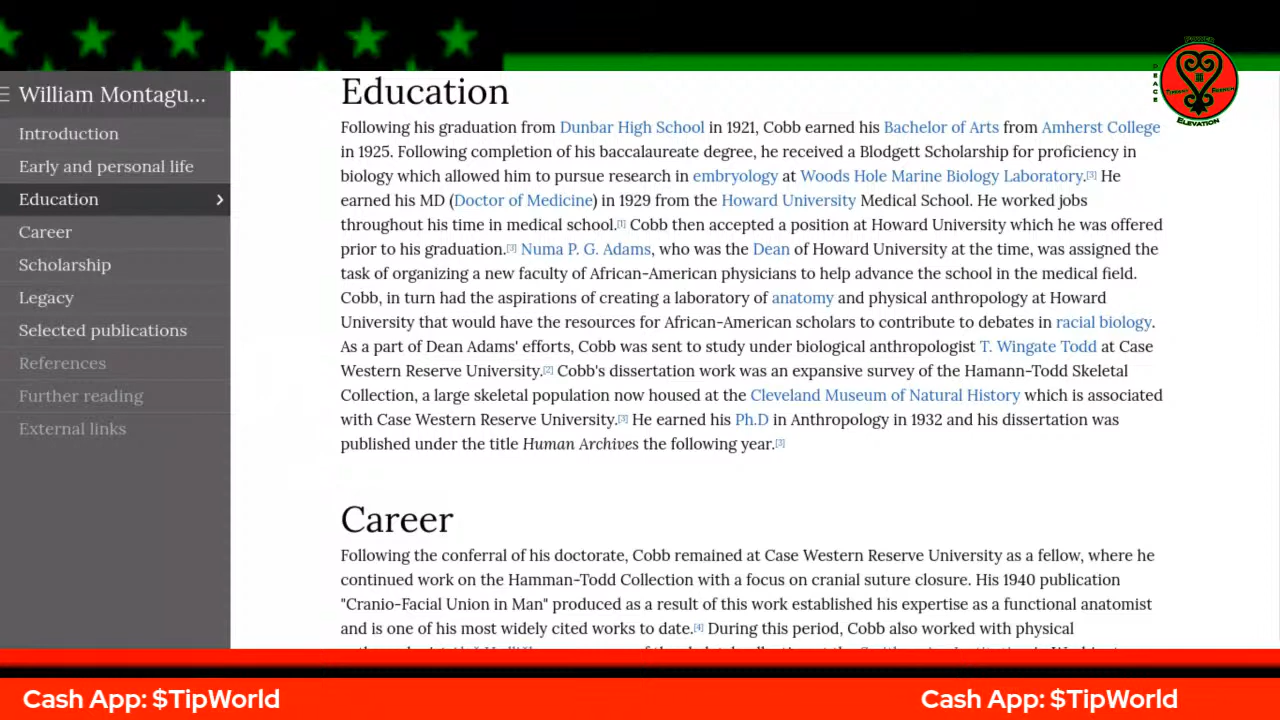 William Montagu...
Introduction
Early and personal life
Education
Career
Scholarship
Legacy
Selected publications
References
Further reading
External links
Education
Following his graduation from Dunbar High School in 1921, Cobb earned his Bachelor of Arts from Amherst College
in 1925. Following completion of his baccalaureate degree, he received a Blodgett Scholarship for proficiency in
biology which allowed him to pursue research in embryology at Woods Hole Marine Biology Laboratory.[3] He
earned his MD (Doctor of Medicine) in 1929 from the Howard University Medical School. He worked jobs
throughout his time in medical school.[1] Cobb then accepted a position at Howard University which he was offered
prior to his graduation.[3] Numa P. G. Adams, who was the Dean of Howard University at the time, was assigned the
task of organizing a new faculty of African-American physicians to help advance the school in the medical field.
Cobb, in turn had the aspirations of creating a laboratory of anatomy and physical anthropology at Howard
University that would have the resources for African-American scholars to contribute to debates in racial biology.
As a part of Dean Adams' efforts, Cobb was sent to study under biological anthropologist T. Wingate Todd at Case
Western Reserve University.[2] Cobb's dissertation work was an expansive survey of the Hamann-Todd Skeletal
Collection, a large skeletal population now housed at the Cleveland Museum of Natural History which is associated
with Case Western Reserve University.[3] He earned his Ph.D in Anthropology in 1932 and his dissertation was
published under the title Human Archives the following year.[3]
Career
Following the conferral of his doctorate, Cobb remained at Case Western Reserve University as a fellow, where he
continued work on the Hamman-Todd Collection with a focus on cranial suture closure. His 1940 publication
"Cranio-Facial Union in Man" produced as a result of this work established his expertise as a functional anatomist
and is one of his most widely cited works to date.[4] During this period, Cobb also worked with physical
POWER
PEACE
ELEVATION
Cash App: $TipWorld
Cash App: $TipWorld